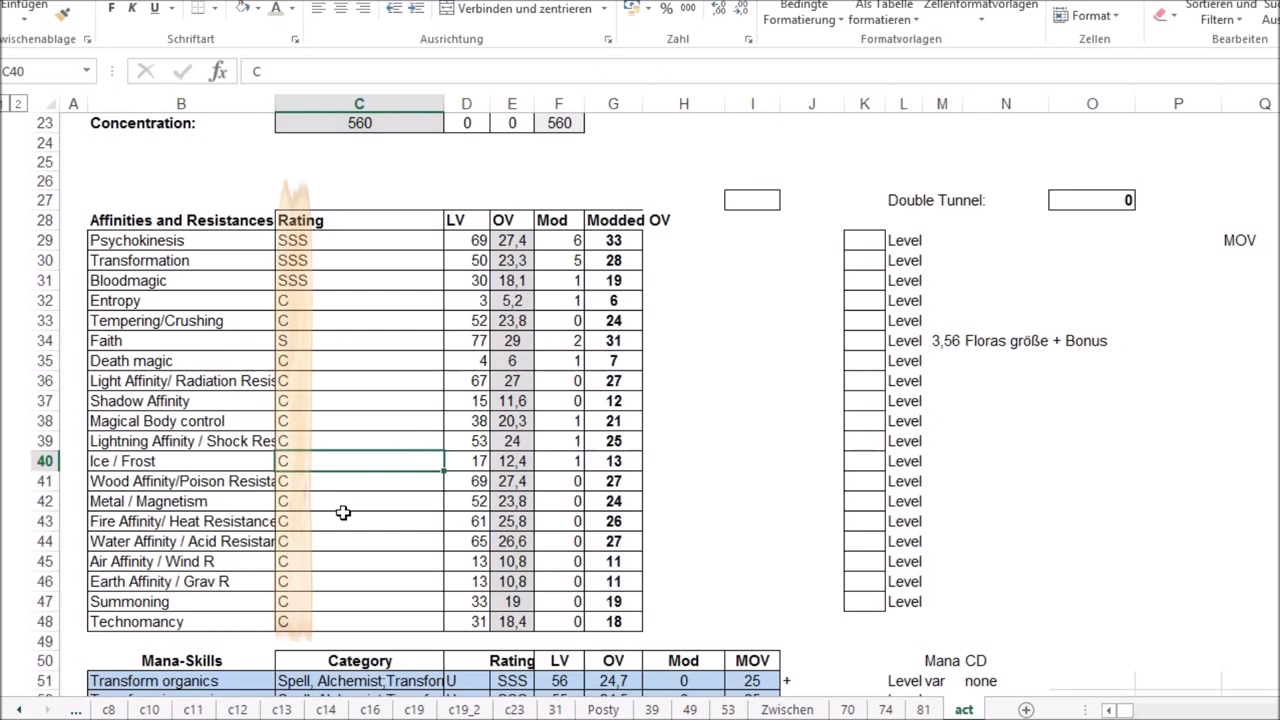 Einfügen F K U A Verbinden und zentrieren % 000 Bedingte Als Tabelle Zellenformatvorlagen Format Sortieren und
Formatierung formatieren Filtern
wischenablage Schriftart Ausrichtung Zahl Formatvorlagen Zellen Bearbeiten
C40 fx C
1 2 A B C D E F G H I J K L M N O P Q
23 Concentration: 560 0 0 560
24
25
26
27 Double Tunnel: 0
28 Affinities and Resistances Rating LV OV Mod Modded OV
29 Psychokinesis SSS 69 27,4 6 33 Level MOV
30 Transformation SSS 50 23,3 5 28 Level
31 Bloodmagic SSS 30 18,1 1 19 Level
32 Entropy C 3 5,2 1 6 Level
33 Tempering/Crushing C 52 23,8 0 24 Level
34 Faith S 77 29 2 31 Level 3,56 Floras größe + Bonus
35 Death magic C 4 6 1 7 Level
36 Light Affinity/ Radiation Resis C 67 27 0 27 Level
37 Shadow Affinity C 15 11,6 0 12 Level
38 Magical Body control C 38 20,3 1 21 Level
39 Lightning Affinity / Shock Res C 53 24 1 25 Level
40 Ice / Frost C 17 12,4 1 13 Level
41 Wood Affinity/Poison Resista C 69 27,4 0 27 Level
42 Metal / Magnetism C 52 23,8 0 24 Level
43 Fire Affinity/ Heat Resistance C 61 25,8 0 26 Level
44 Water Affinity / Acid Resistar C 65 26,6 0 27 Level
45 Air Affinity / Wind R C 13 10,8 0 11 Level
46 Earth Affinity / Grav R C 13 10,8 0 11 Level
47 Summoning C 33 19 0 19 Level
48 Technomancy C 31 18,4 0 18
49
50 Mana-Skills Category Rating LV OV Mod MOV Mana CD
51 Transform organics Spell, Alchemist;Transforr U SSS 56 24,7 0 25 + Level var none
... c8 c10 c11 c12 c13 c14 c16 c19 c19_2 c23 31 Posty 39 49 53 Zwischen 70 74 81 act